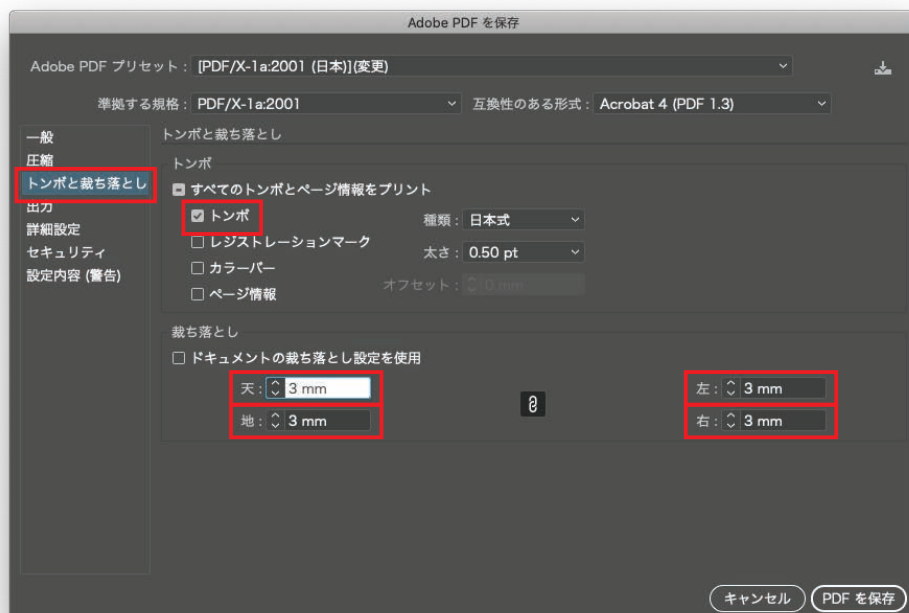 Adobe PDF を保存
Adobe PDF プリセット : [PDF/X-1a:2001 (日本)](変更)
準拠する規格 : PDF/X-1a:2001 互換性のある形式 : Acrobat 4 (PDF 1.3)
一般
圧縮
トンボと裁ち落とし
出力
詳細設定
セキュリティ
設定内容 (警告)
トンボと裁ち落とし
トンボ
すべてのトンボとページ情報をプリント
トンボ 種類 : 日本式
レジストレーションマーク 太さ : 0.50 pt
カラーバー オフセット : 0 mm
ページ情報
裁ち落とし
ドキュメントの裁ち落とし設定を使用
天 : 3 mm 左 : 3 mm
地 : 3 mm 右 : 3 mm
キャンセル PDF を保存